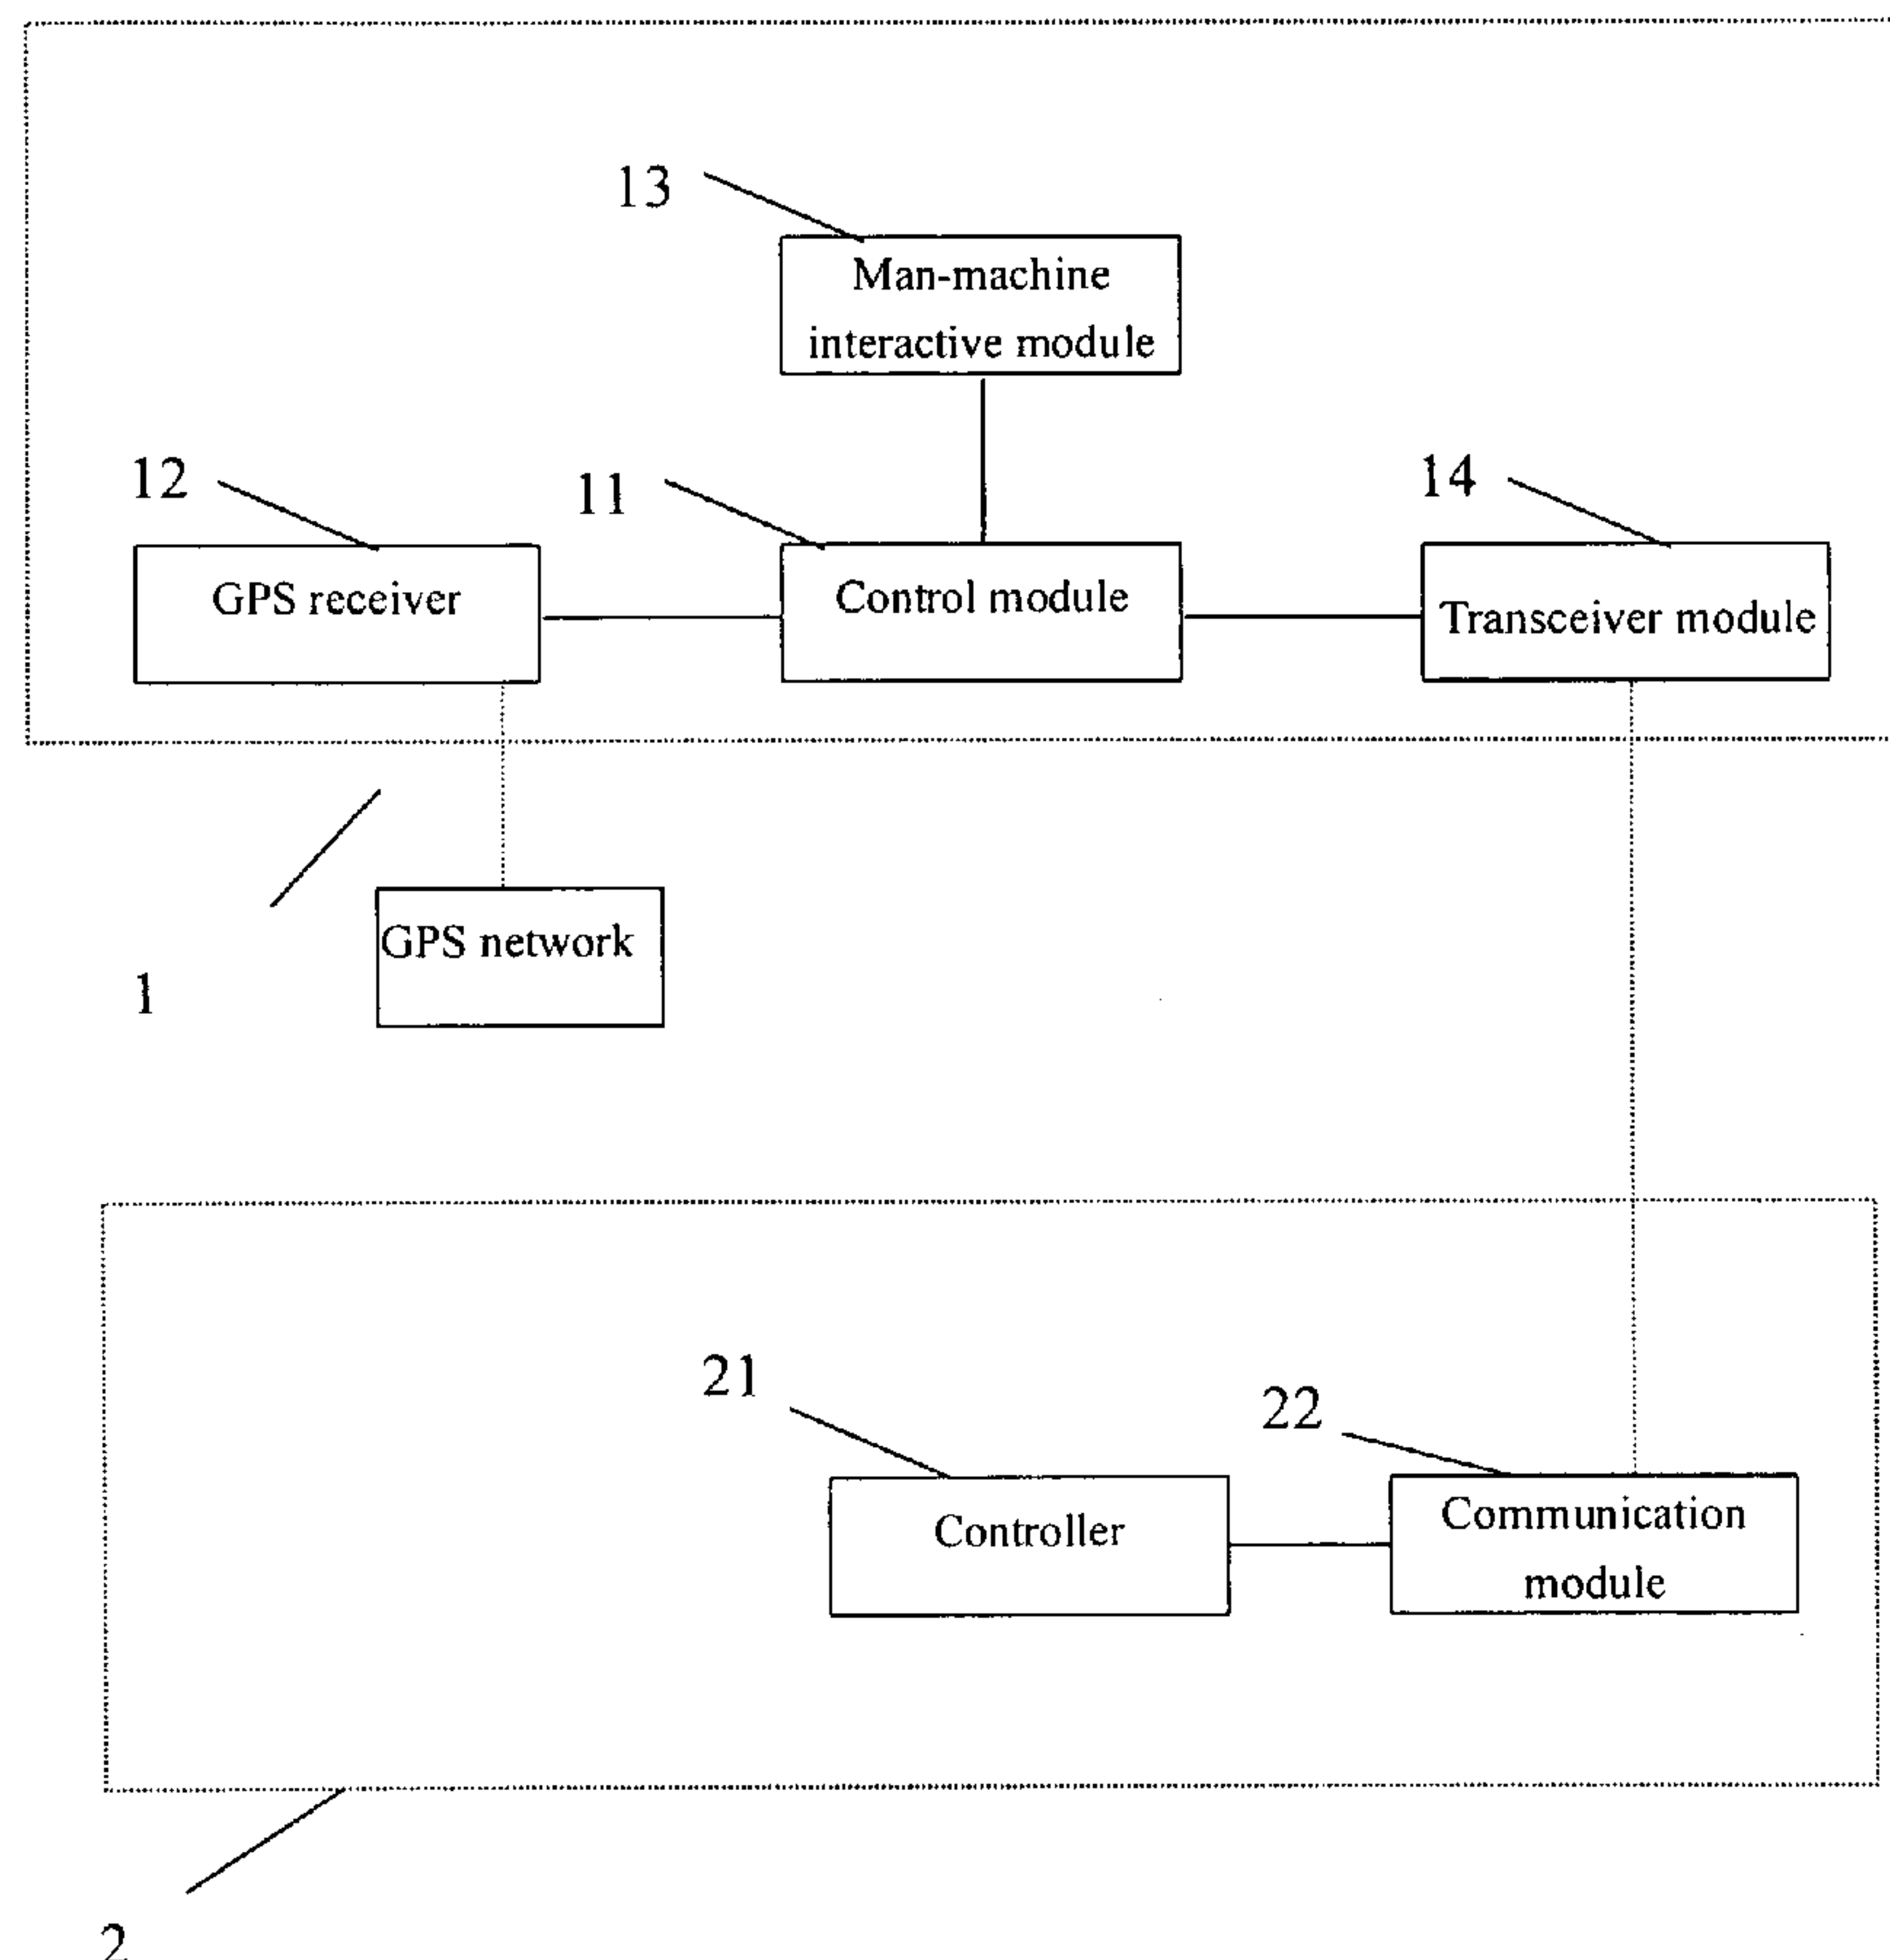 13
Man-machine
interactive module
12
11
14
GPS receiver
Control module
Transceiver module
1
GPS network
21
22
Controller
Communication
module
2